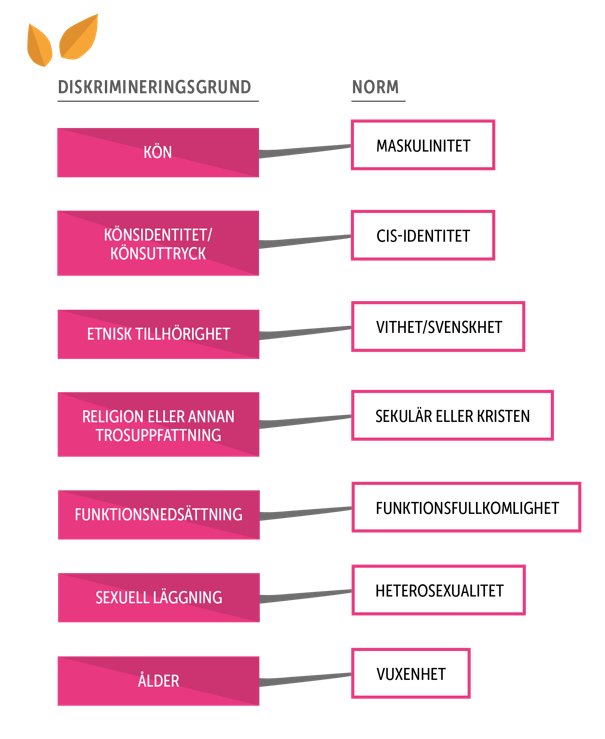 DISKRIMINERINGSGRUND
NORM
KÖN
MASKULINITET
KÖNSIDENTITET/
KÖNSUTTRYCK
CIS-IDENTITET
ETNISK TILLHÖRIGHET
VITHET/SVENSKHET
RELIGION ELLER ANNAN
TROSUPPFATTNING
SEKULÄR ELLER KRISTEN
FUNKTIONSNEDSÄTTNING
FUNKTIONSFULLKOMLIGHET
SEXUELL LÄGGNING
HETEROSEXUALITET
ÅLDER
VUXENHET